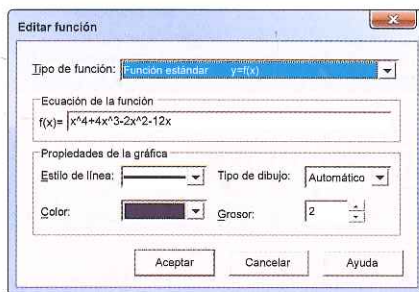 Editar función
Tipo de función: Función estándar y=f(x)
Ecuación de la función
f(x)= x^4+4x^3-2x^2-12x
Propiedades de la gráfica
Estilo de línea: Tipo de dibujo: Automático
Color: Grosor: 2
Aceptar Cancelar Ayuda